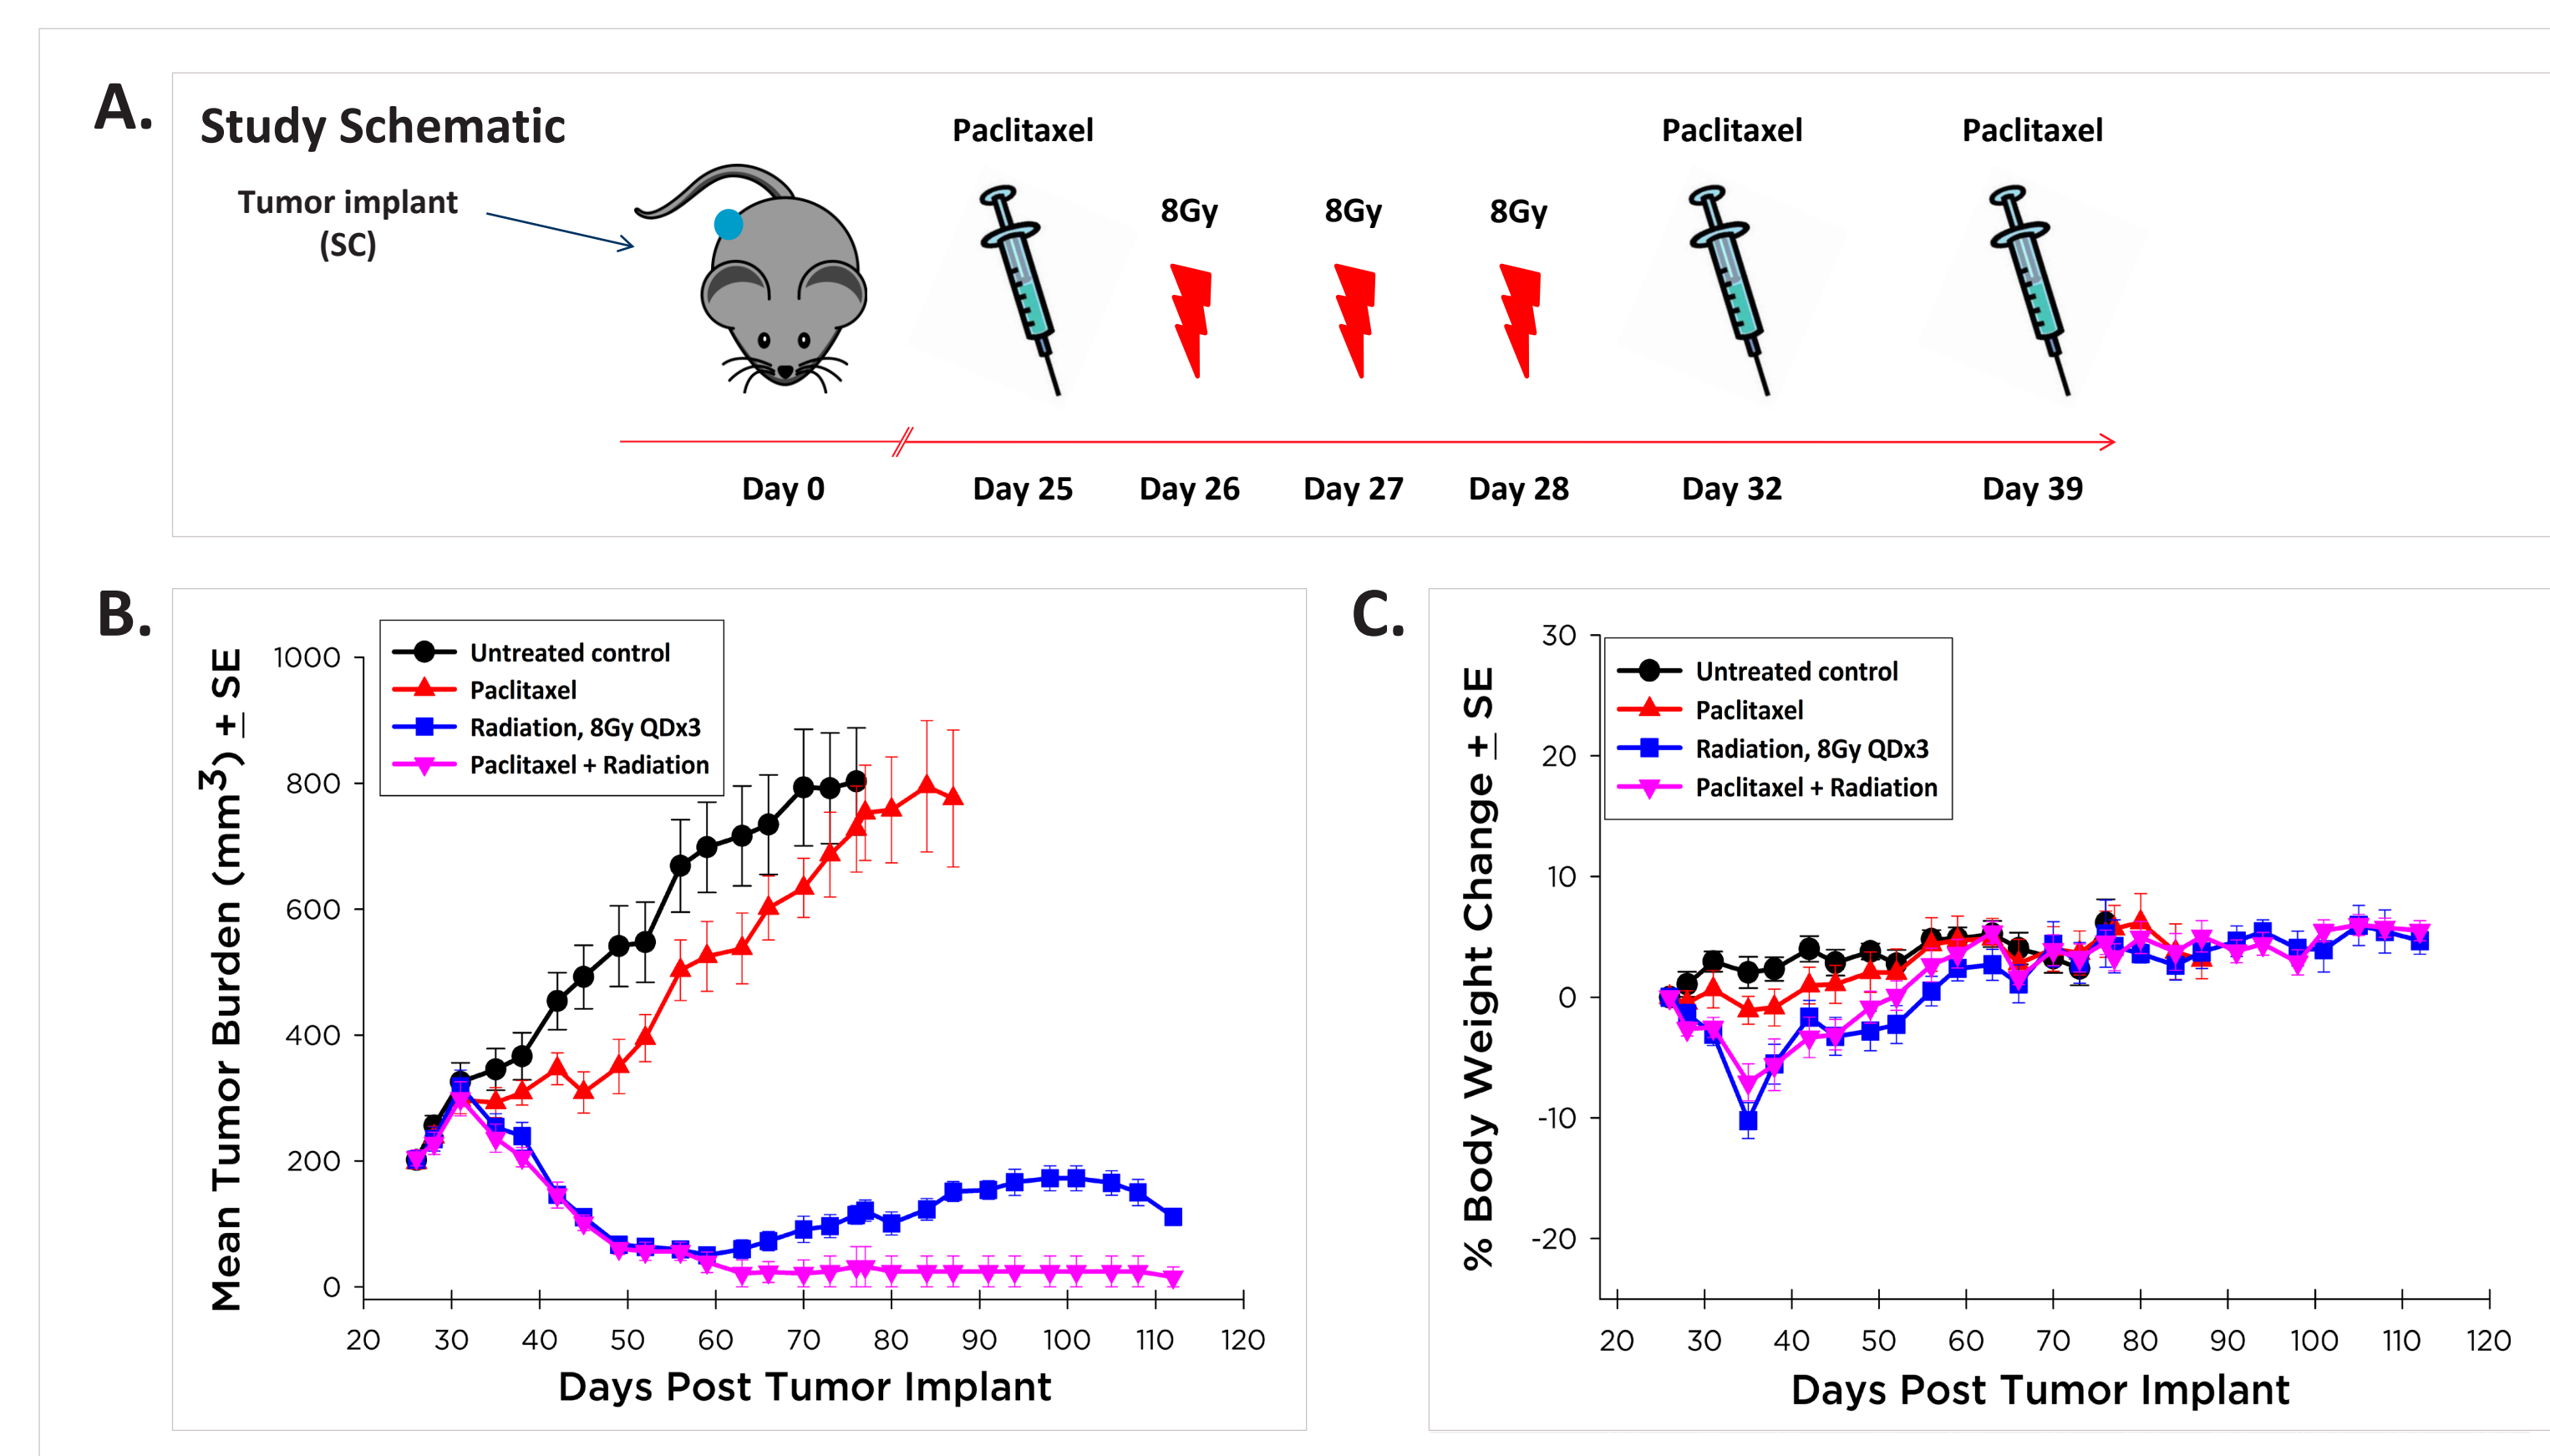 A.
Study Schematic
Tumor implant
(SC)
Paclitaxel
8Gy
8Gy
8Gy
Paclitaxel
Paclitaxel
Day 0
Day 25
Day 26
Day 27
Day 28
Day 32
Day 39
B.
Mean Tumor Burden (mm³) ± SE
Untreated control
Paclitaxel
Radiation, 8Gy QDx3
Paclitaxel + Radiation
1000
800
600
400
200
0
20 30 40 50 60 70 80 90 100 110 120
Days Post Tumor Implant
C.
% Body Weight Change ± SE
Untreated control
Paclitaxel
Radiation, 8Gy QDx3
Paclitaxel + Radiation
30
20
10
0
-10
-20
20 30 40 50 60 70 80 90 100 110 120
Days Post Tumor Implant